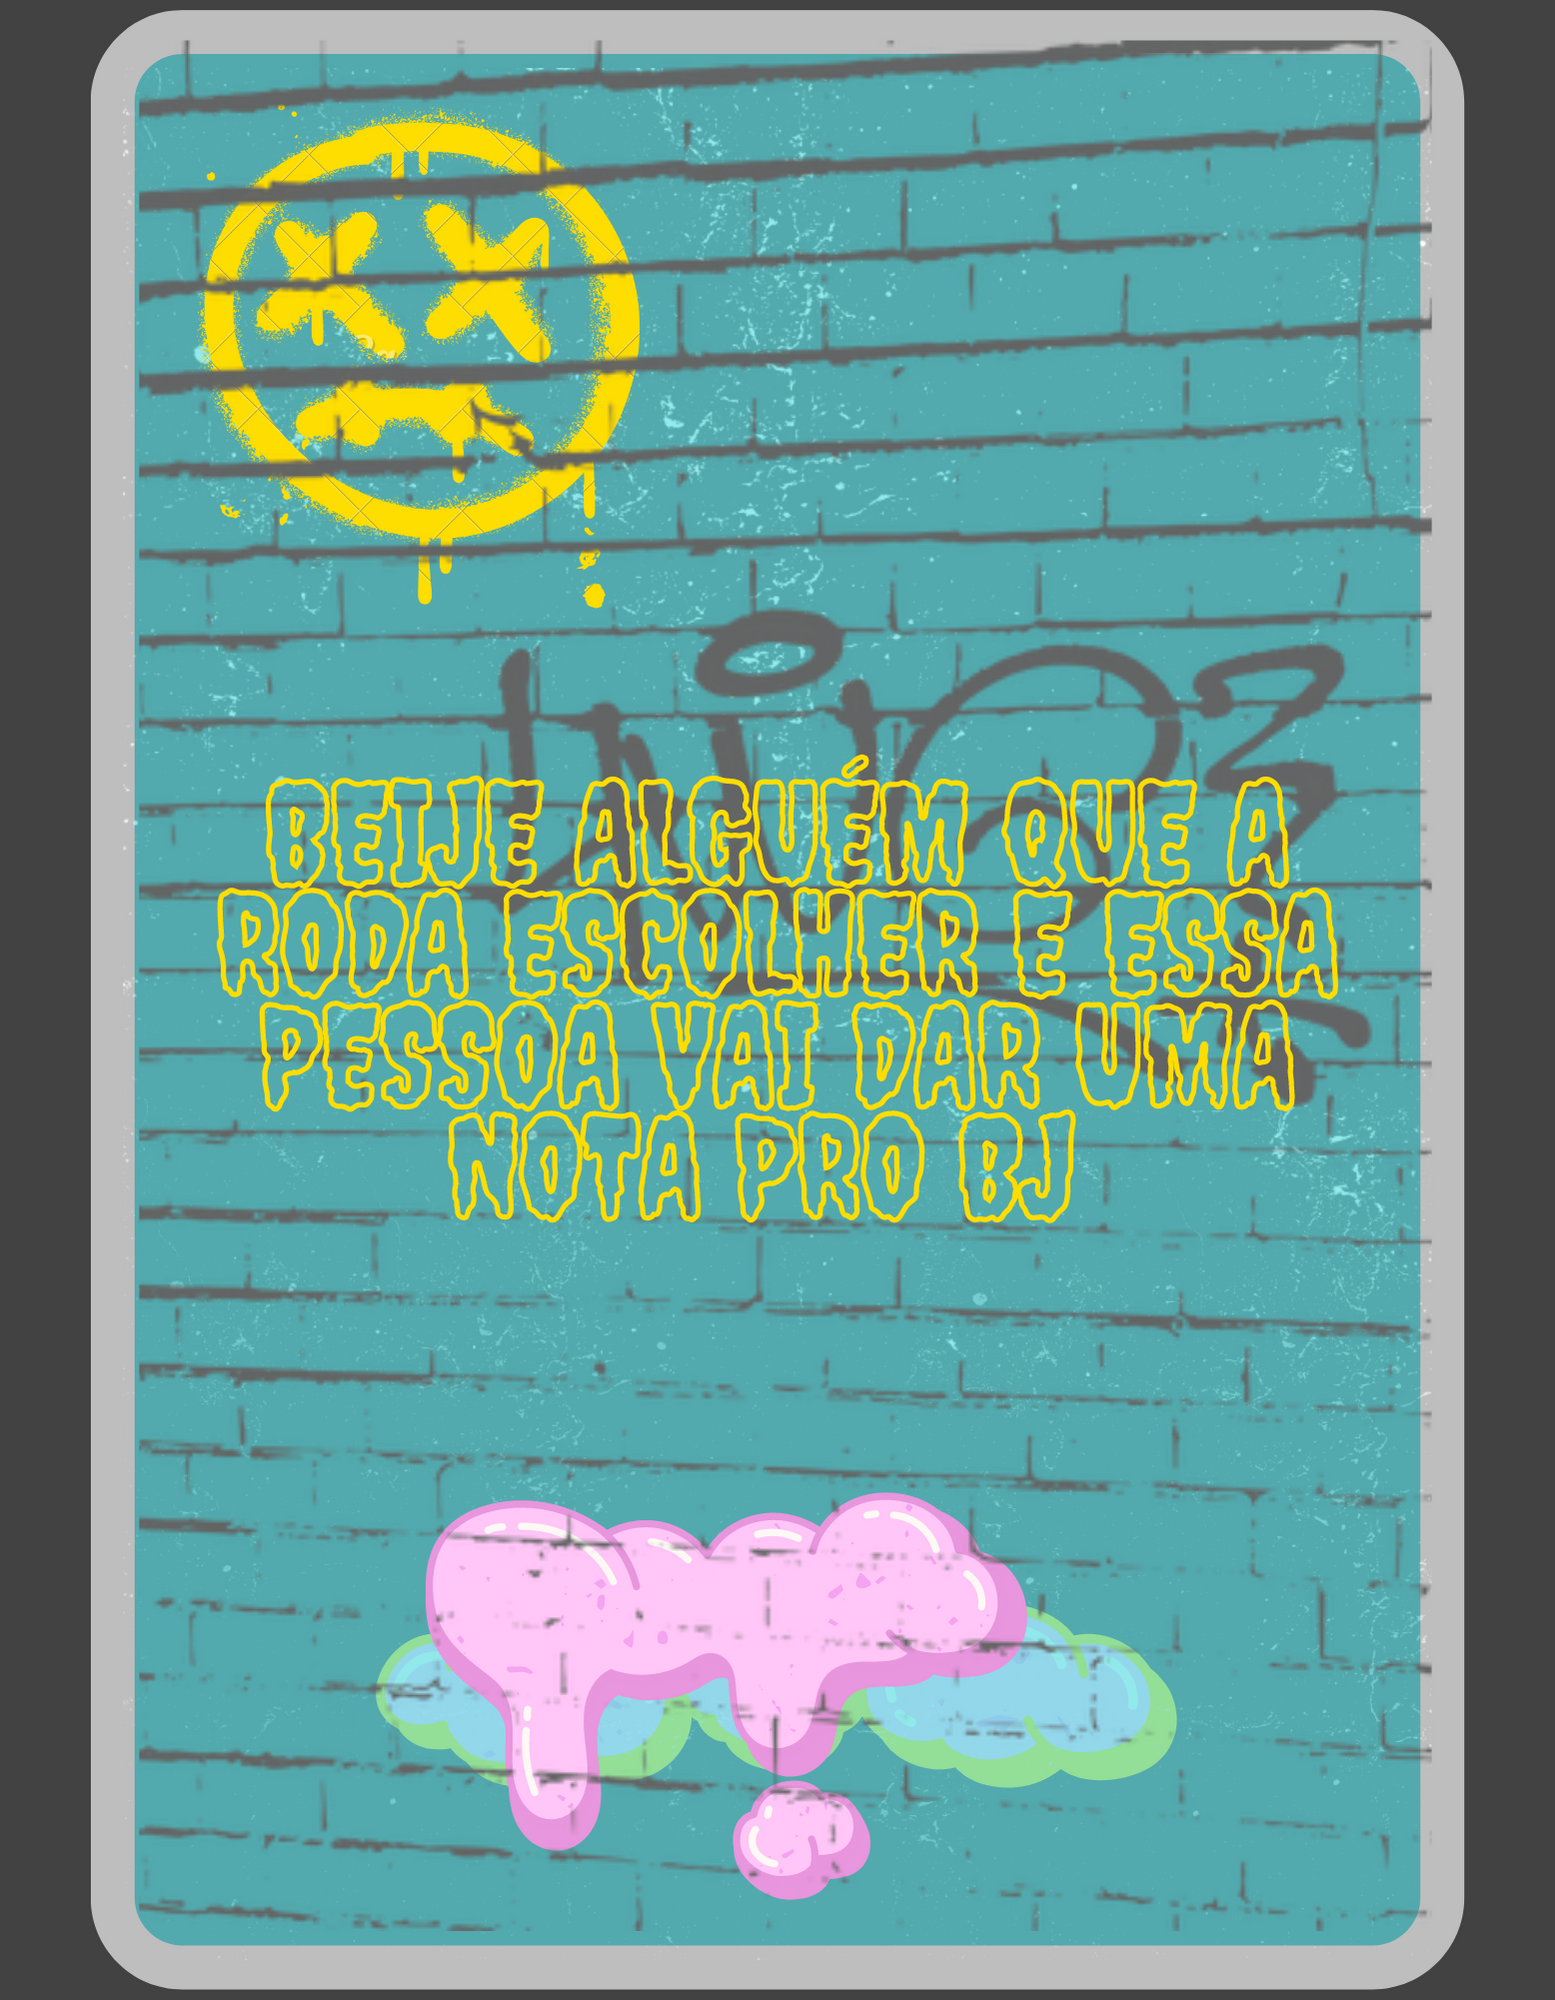 BEIJE ALGUÉM QUE A
RODA ESCOLHER E ESSA
PESSOA VAI DAR UMA
NOTA PRO BJ